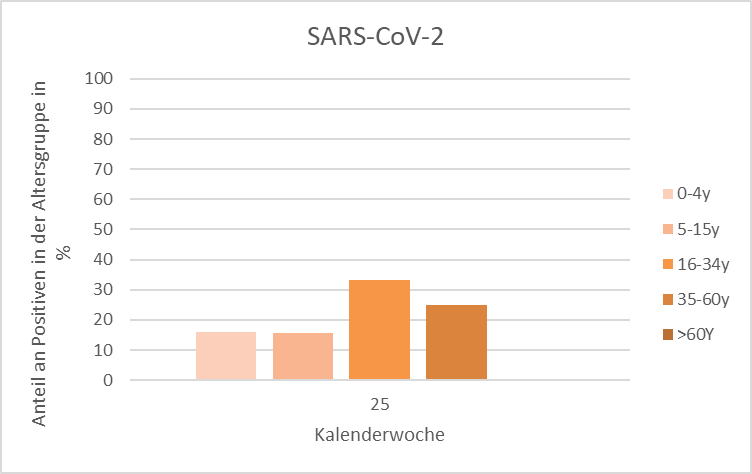 SARS-CoV-2
Anteil an Positiven in der Altersgruppe in
%
100
90
80
70
60
50
40
30
20
10
0
25
Kalenderwoche
0-4y
5-15y
16-34y
35-60y
>60Y